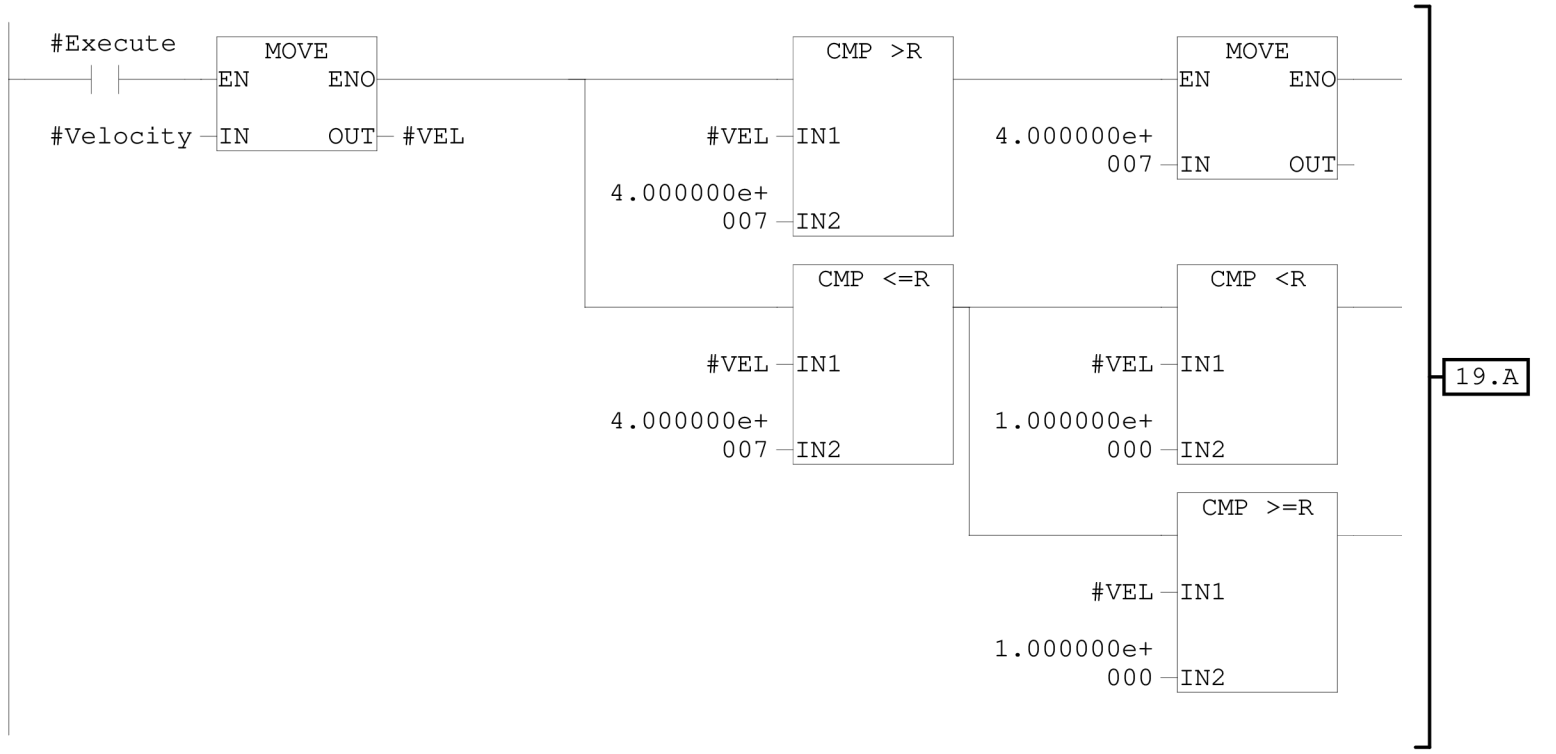 #Execute
MOVE
EN ENO
#Velocity IN OUT #VEL
CMP >R
#VEL IN1
4.000000e+
007 IN2
MOVE
EN ENO
4.000000e+
007 IN OUT
CMP <=R
#VEL IN1
4.000000e+
007 IN2
CMP <R
#VEL IN1
1.000000e+
000 IN2
CMP >=R
#VEL IN1
1.000000e+
000 IN2
19.A